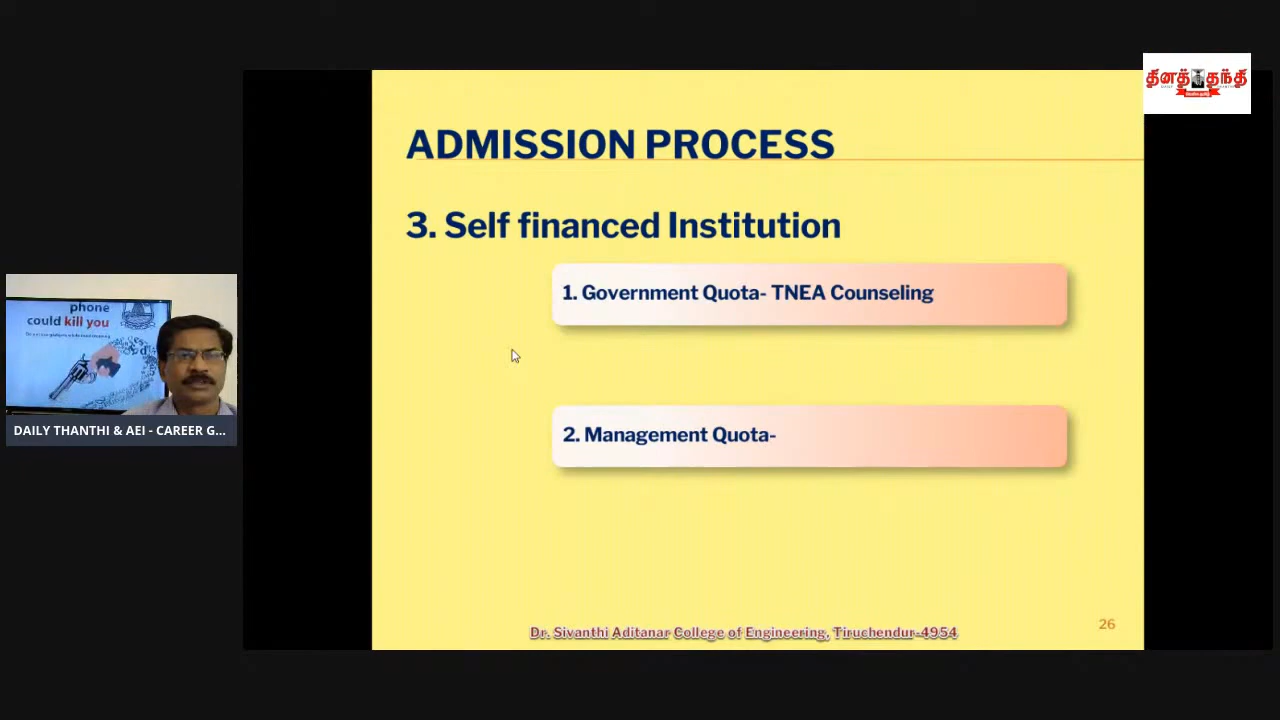 தினத்தந்தி
ADMISSION PROCESS
3. Self financed Institution
1. Government Quota- TNEA Counseling
2. Management Quota-
phone
could kill you
DAILY THANTHI & AEI - CAREER G...
Dr. Sivanthi Aditanar College of Engineering, Tiruchendur-4954
26